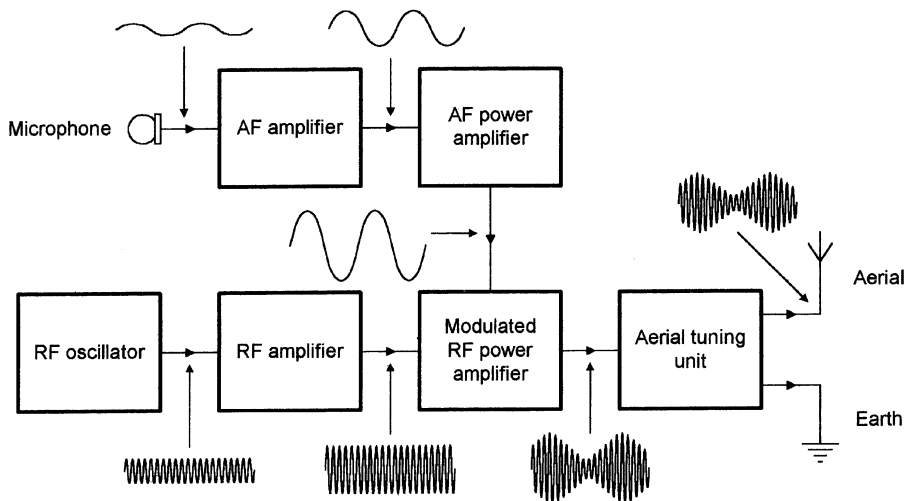 Microphone
AF amplifier
AF power
amplifier
Aerial
RF oscillator
RF amplifier
Modulated
RF power
amplifier
Aerial tuning
unit
Earth